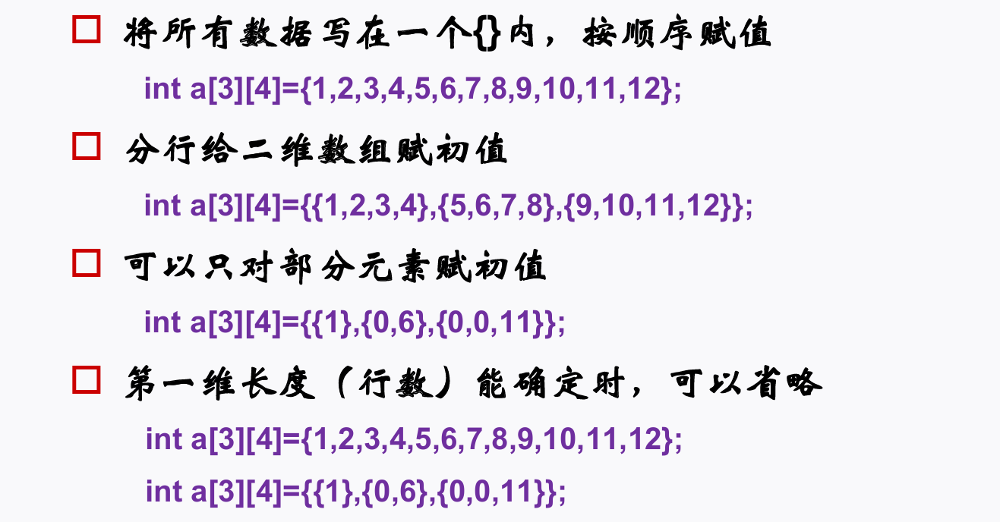 将所有数据写在一个{}内，按顺序赋值
int a[3][4]={1,2,3,4,5,6,7,8,9,10,11,12};
分行给二维数组赋初值
int a[3][4]={{1,2,3,4},{5,6,7,8},{9,10,11,12}};
可以只对部分元素赋初值
int a[3][4]={{1},{0,6},{0,0,11}};
第一维长度（行数）能确定时，可以省略
int a[3][4]={1,2,3,4,5,6,7,8,9,10,11,12};
int a[3][4]={{1},{0,6},{0,0,11}};